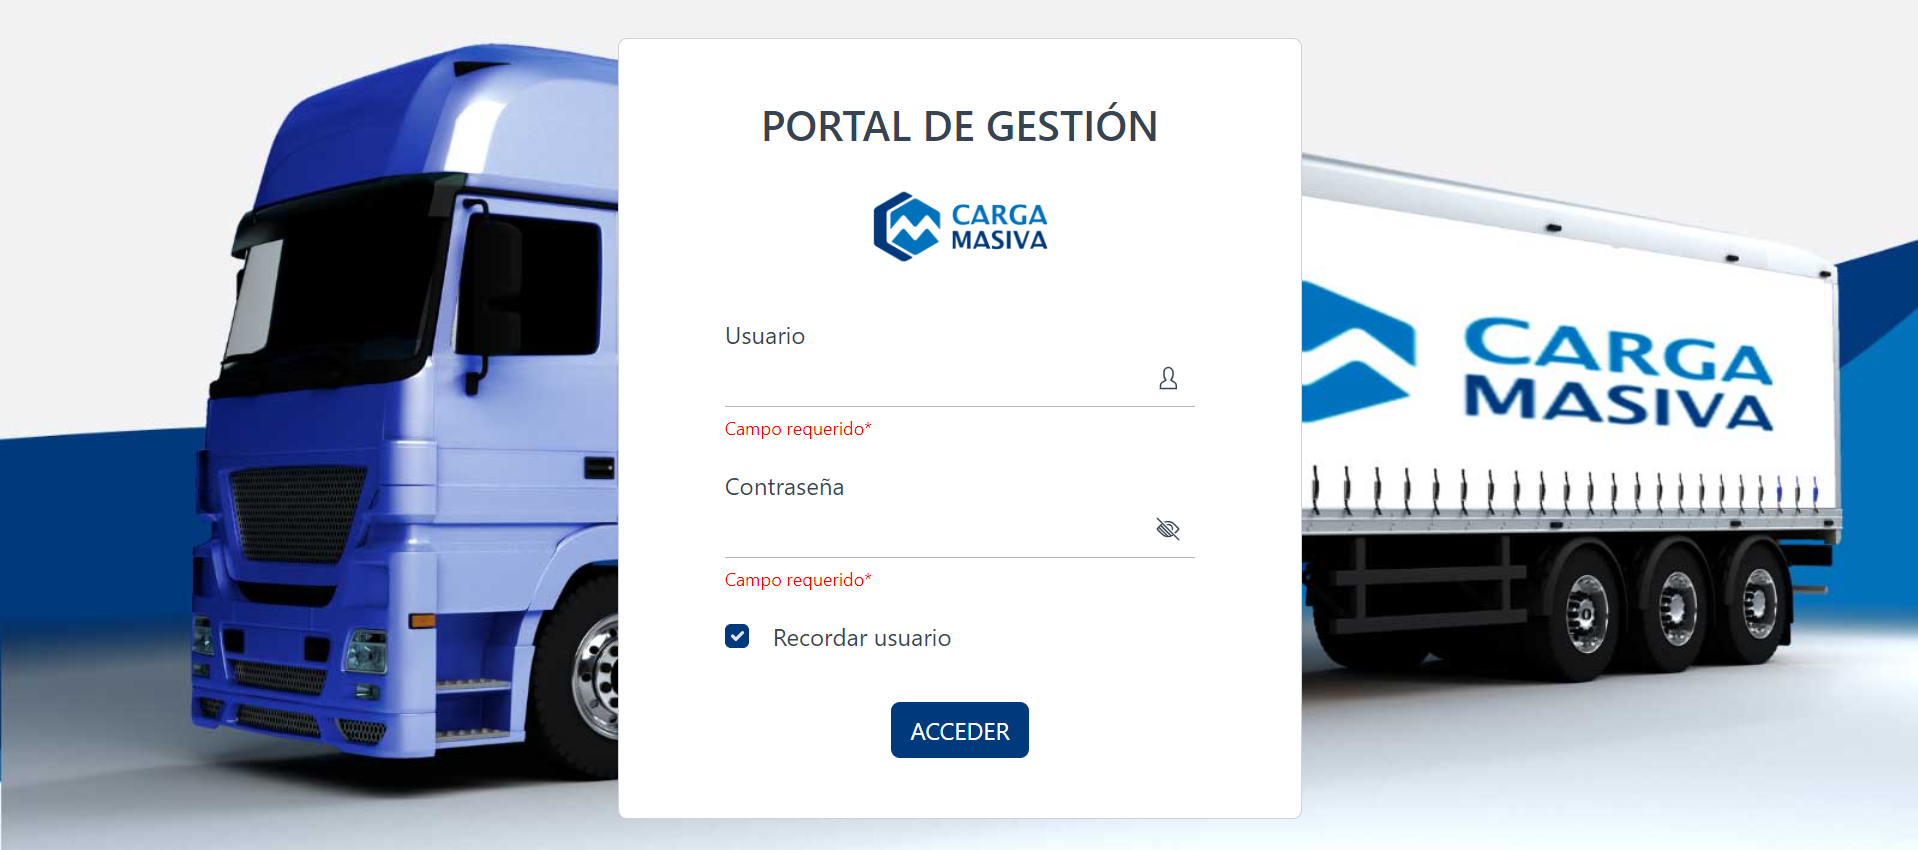 PORTAL DE GESTIÓN
CARGA
MASIVA
Usuario
Campo requerido*
Contraseña
Campo requerido*
Recordar usuario
ACCEDER
CARGA
MASIVA